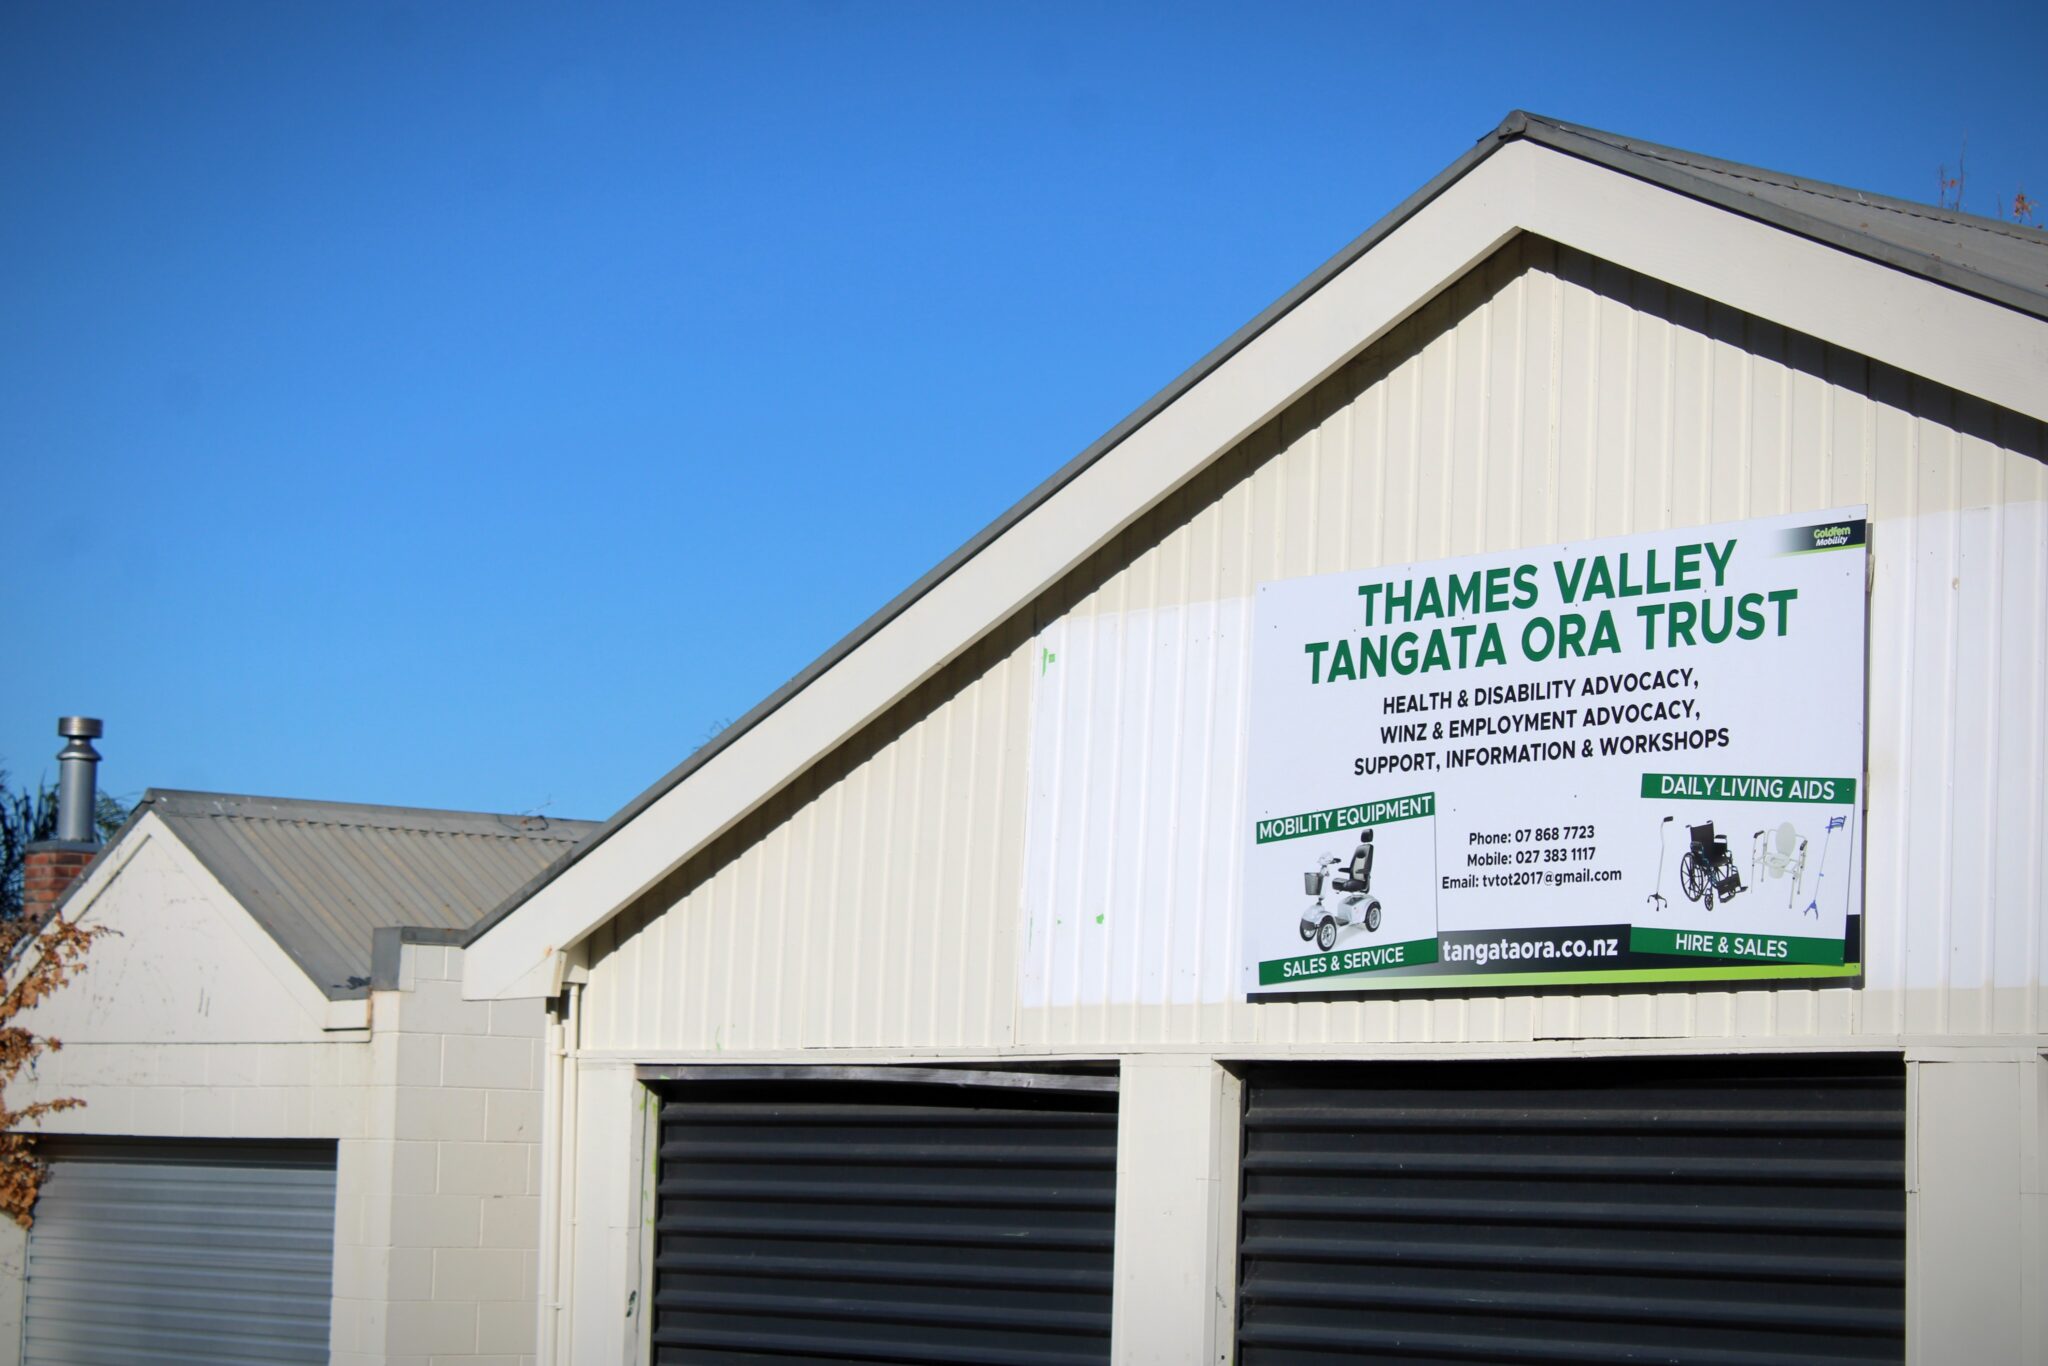 Goldfern
Mobility
THAMES VALLEY
TANGATA ORA TRUST
HEALTH & DISABILITY ADVOCACY,
WINZ & EMPLOYMENT ADVOCACY,
SUPPORT, INFORMATION & WORKSHOPS
MOBILITY EQUIPMENT
SALES & SERVICE
Phone: 07 868 7723
Mobile: 027 383 1117
Email: tvtot2017@gmail.com
tangataora.co.nz
DAILY LIVING AIDS
HIRE & SALES